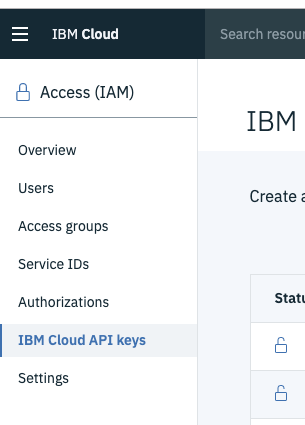 IBM Cloud
Search resour
Access (IAM)
IBM
Overview
Users
Create a
Access groups
Service IDs
Statu
Authorizations
IBM Cloud API keys
Settings